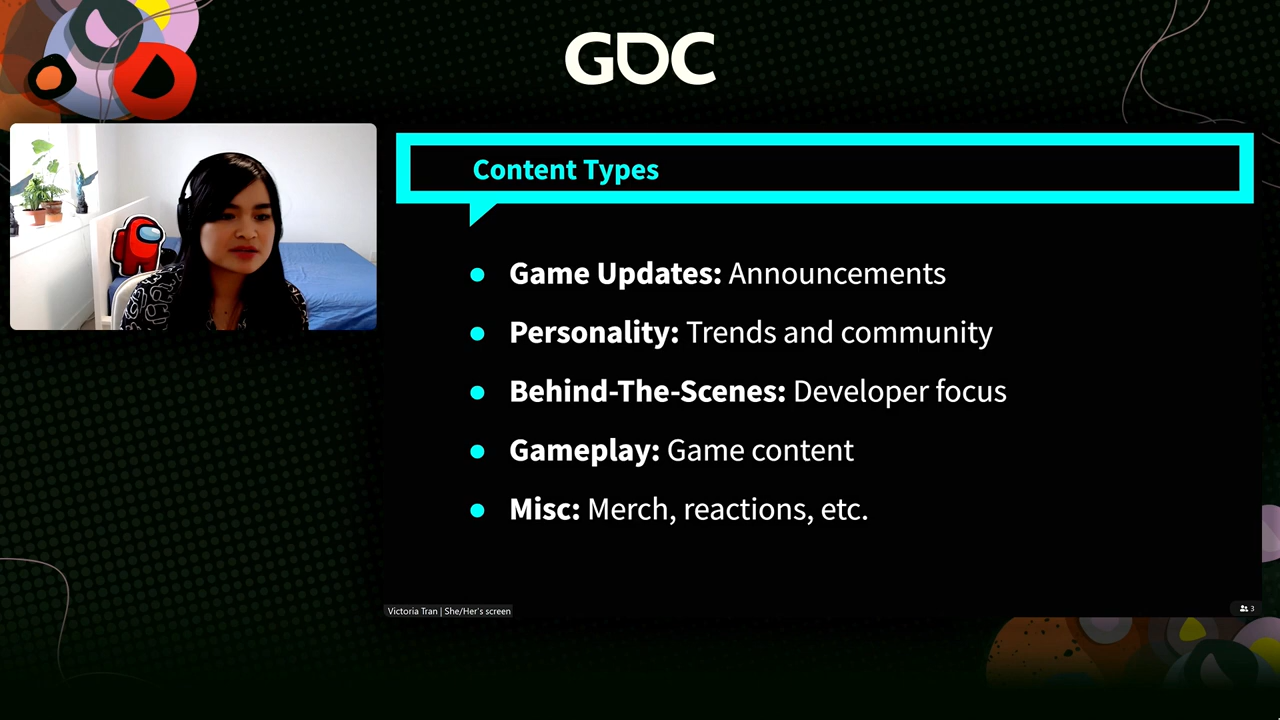 GDC
Content Types
Game Updates: Announcements
Personality: Trends and community
Behind-The-Scenes: Developer focus
Gameplay: Game content
Misc: Merch, reactions, etc.
Victoria Tran | She/Her's screen
3